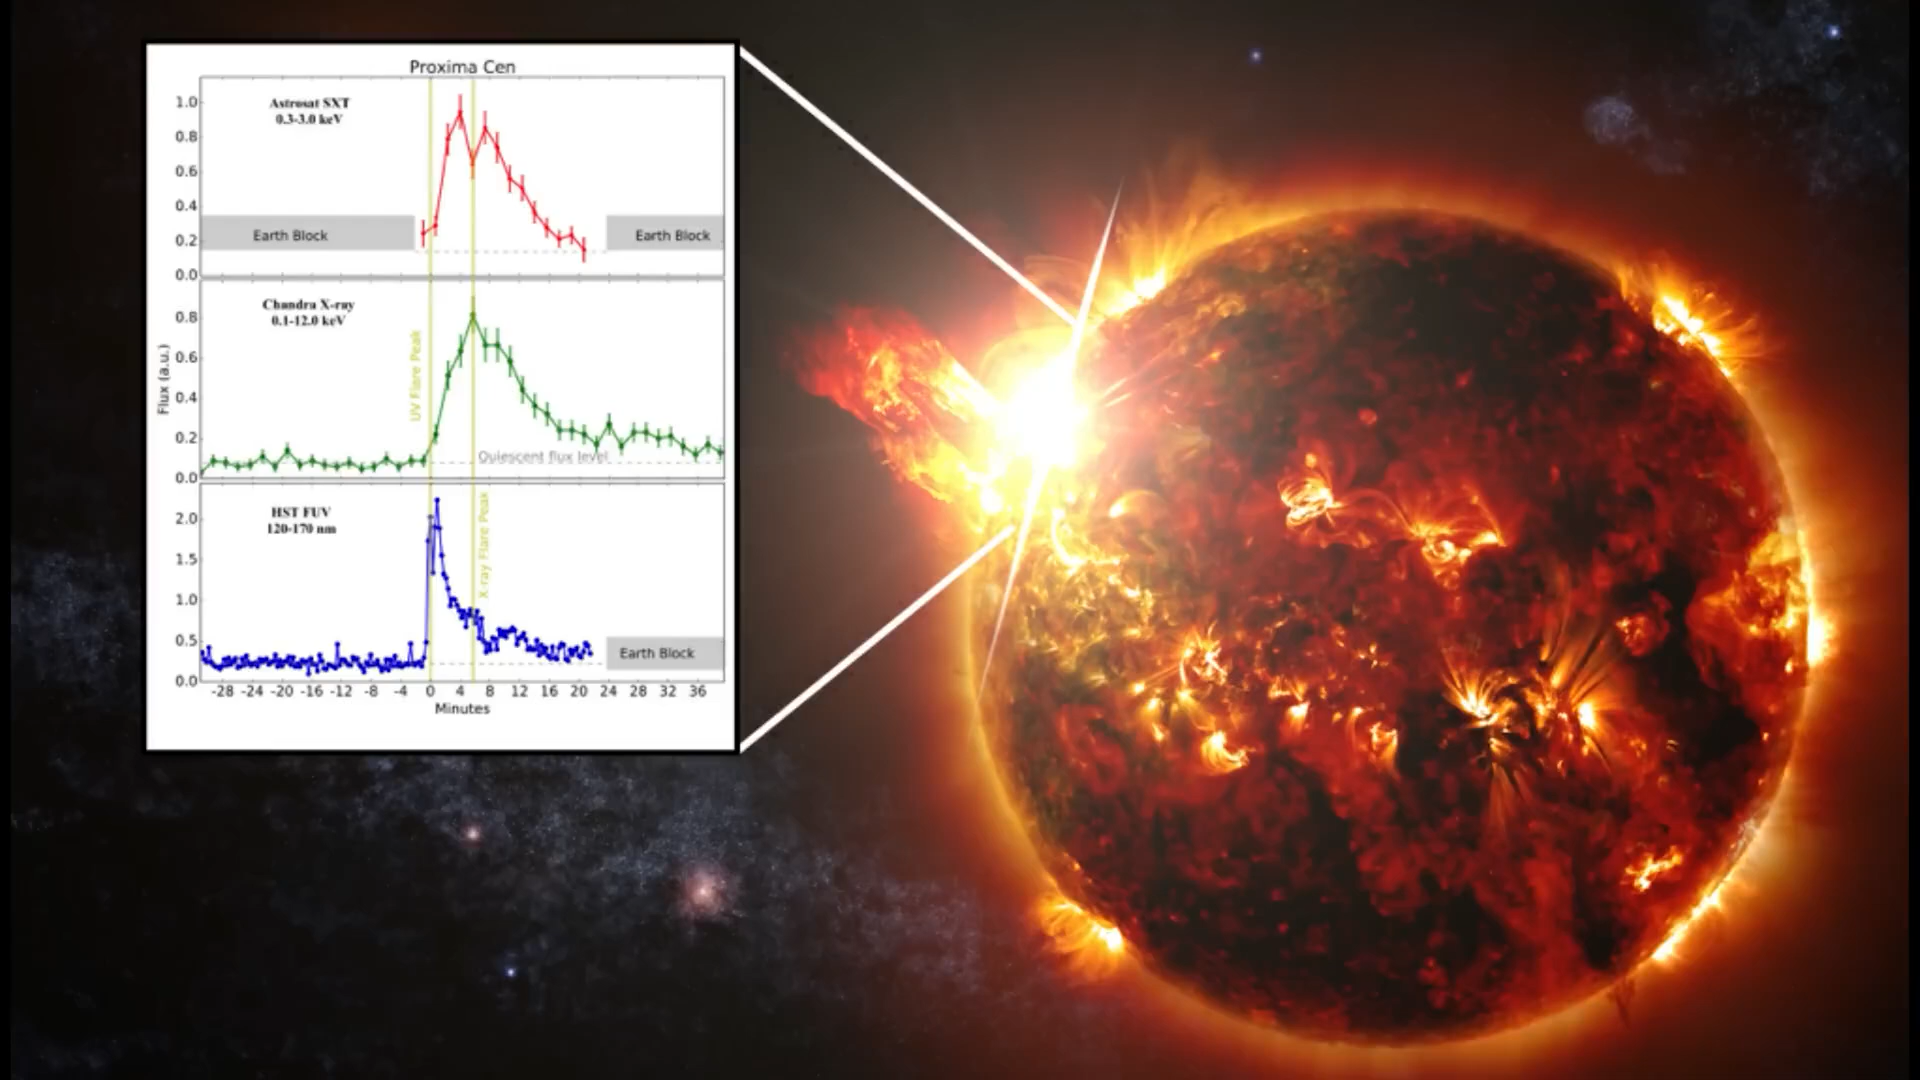 Proxima Cen
Astrosat SXT
0.3-3.0 keV
1.0
0.8
0.6
0.4
0.2
0.0
Earth Block
Earth Block
Chandra X-ray
0.1-12.0 keV
0.8
0.6
0.4
0.2
0.0
Flux (a.u.)
UV Flare Peak
Quiescent flux level
HST FUV
120-170 nm
2.0
1.5
1.0
0.5
0.0
X-ray Flare Peak
Earth Block
-28 -24 -20 -16 -12 -8 -4 0 4 8 12 16 20 24 28 32 36
Minutes